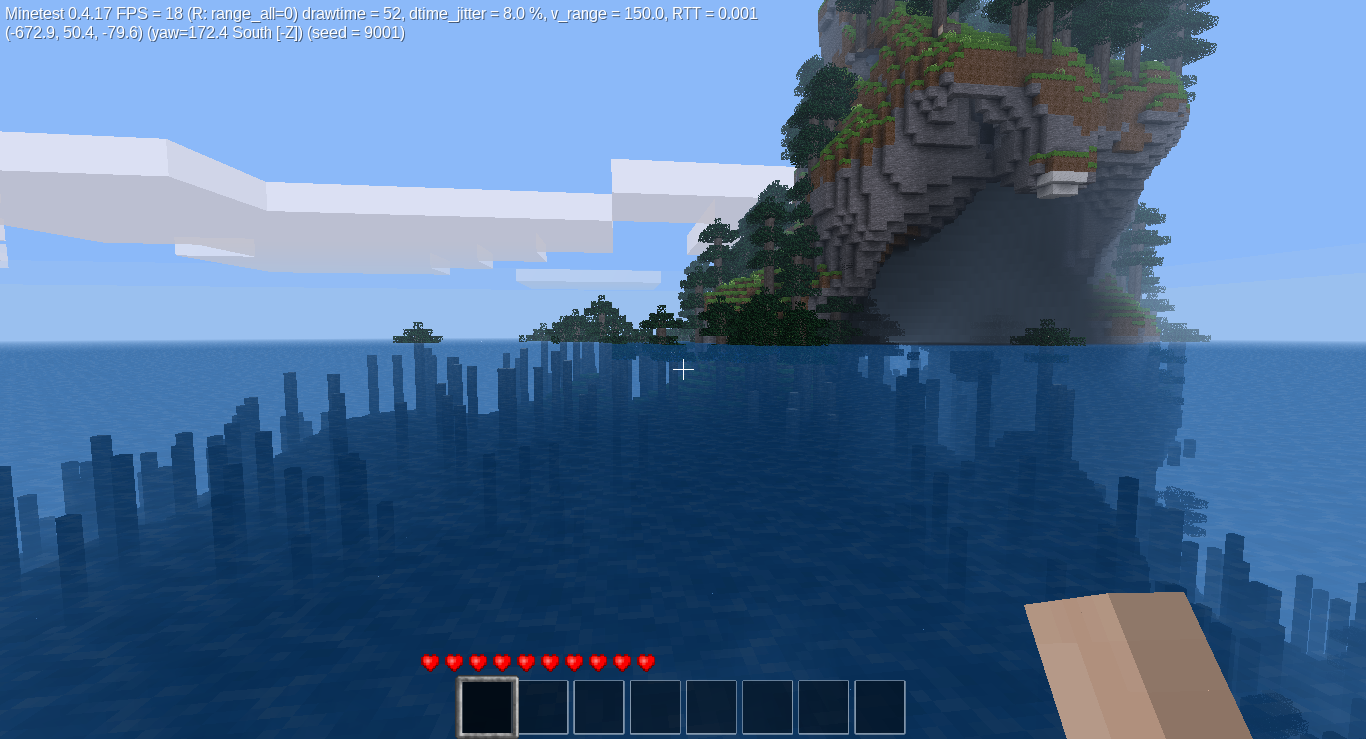 Minetest 0.4.17 FPS = 18 (R: range_all=0) drawtime = 52, dtime_jitter = 8.0 %, v_range = 150.0, RTT = 0.001
(-672.9, 50.4, -79.6) (yaw=172.4 South [-Z]) (seed = 9001)